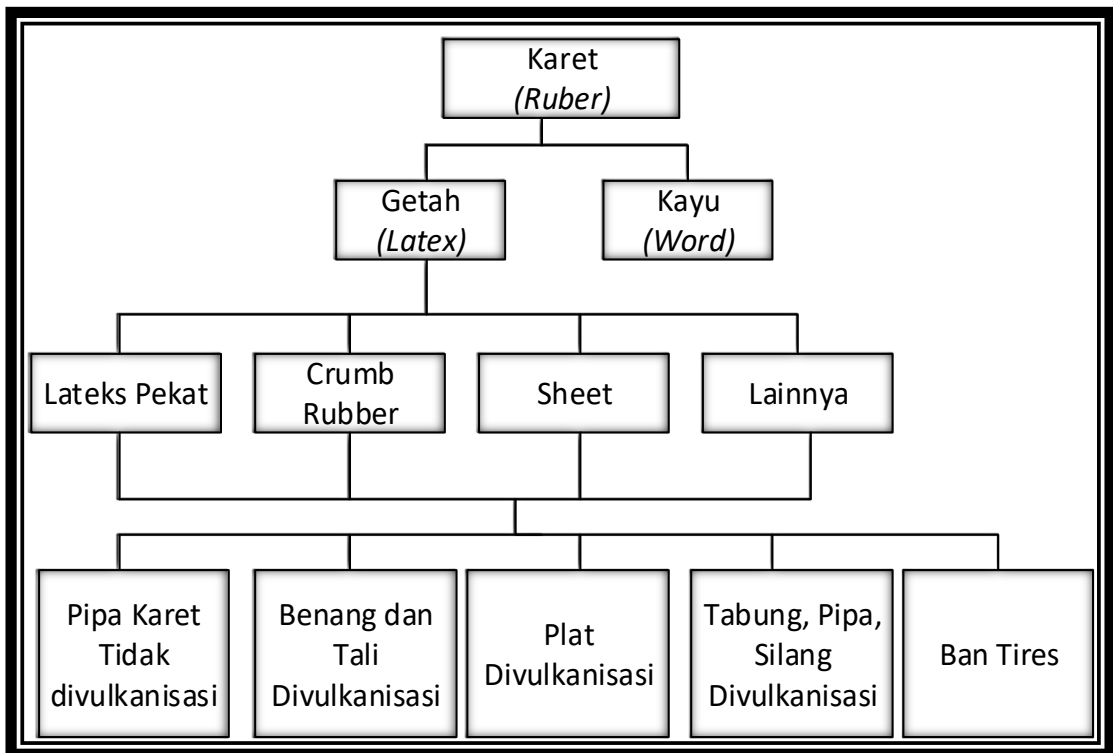 Karet
(Ruber)
Getah
(Latex)
Kayu
(Word)
Lateks Pekat
Crumb
Rubber
Sheet
Lainnya
Pipa Karet
Tidak
divulkanisasi
Benang dan
Tali
Divulkanisasi
Plat
Divulkanisasi
Tabung, Pipa,
Silang
Divulkanisasi
Ban Tires